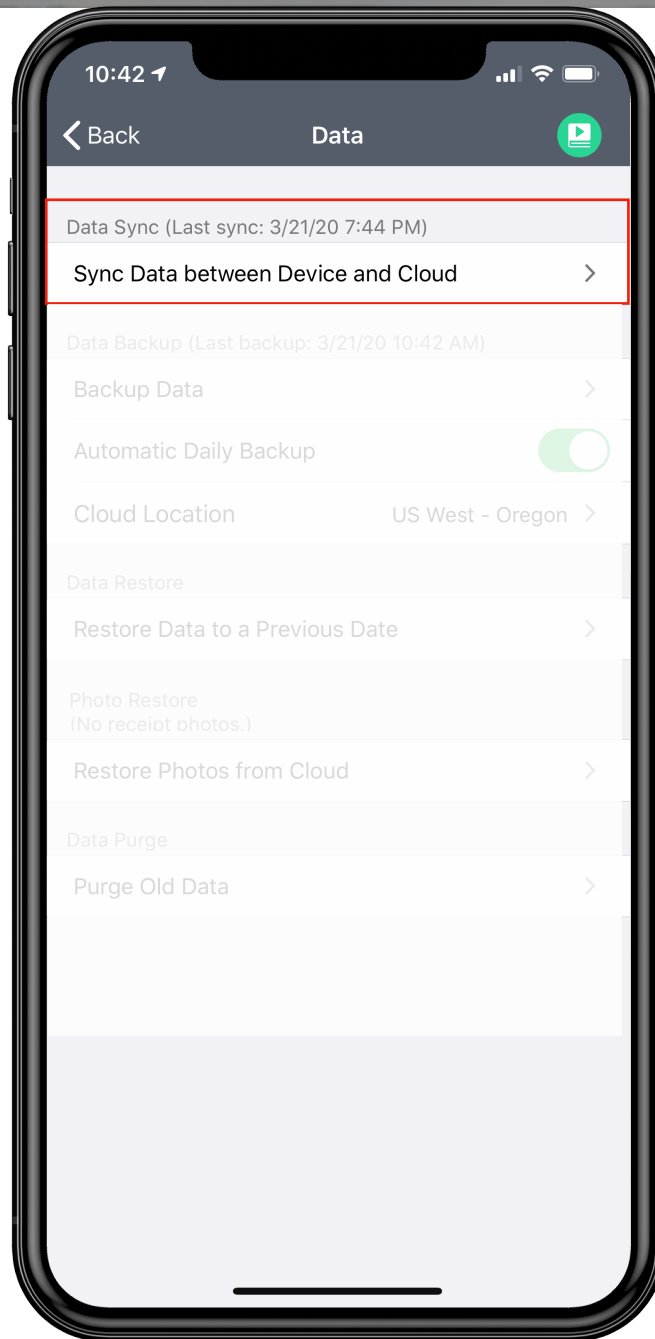 10:42
Back
Data
Data Sync (Last sync: 3/21/20 7:44 PM)
Sync Data between Device and Cloud
Data Backup (Last backup: 3/21/20 10:42 AM)
Backup Data
Automatic Daily Backup
Cloud Location US West - Oregon
Data Restore
Restore Data to a Previous Date
Photo Restore
(No receipt photos.)
Restore Photos from Cloud
Data Purge
Purge Old Data